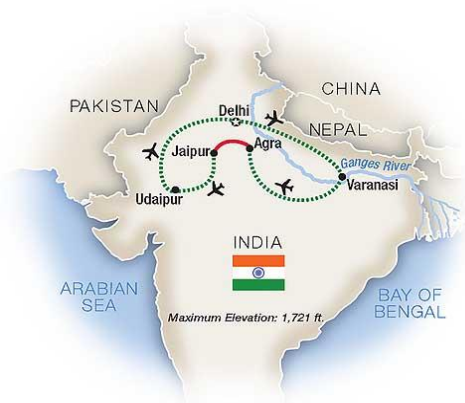 CHINA
PAKISTAN
Delhi
NEPAL
Jaipur
Agra
Ganges River
Varanasi
Udaipur
INDIA
ARABIAN
SEA
BAY OF
BENGAL
Maximum Elevation: 1,721 ft.